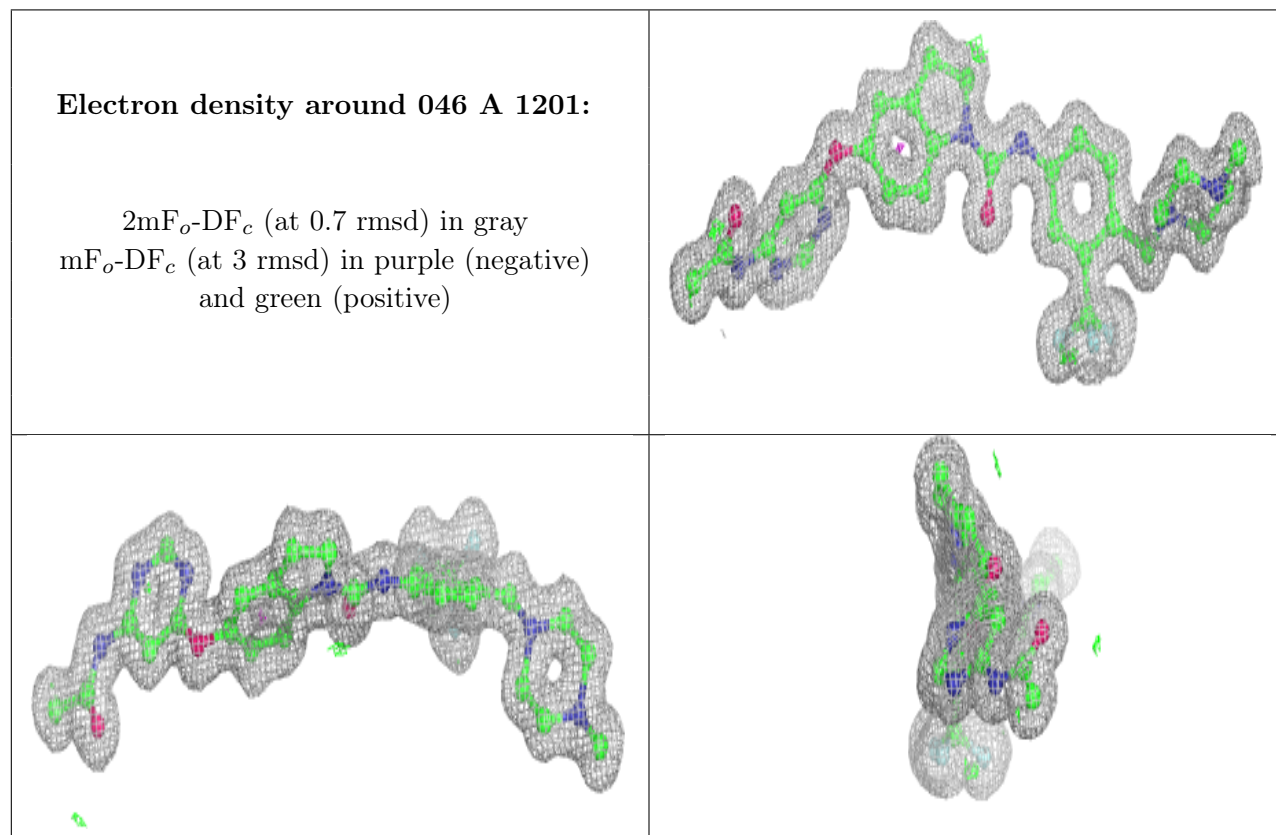 Electron density around 046 A 1201:
2mFo-DFc (at 0.7 rmsd) in gray
mFo-DFc (at 3 rmsd) in purple (negative)
and green (positive)